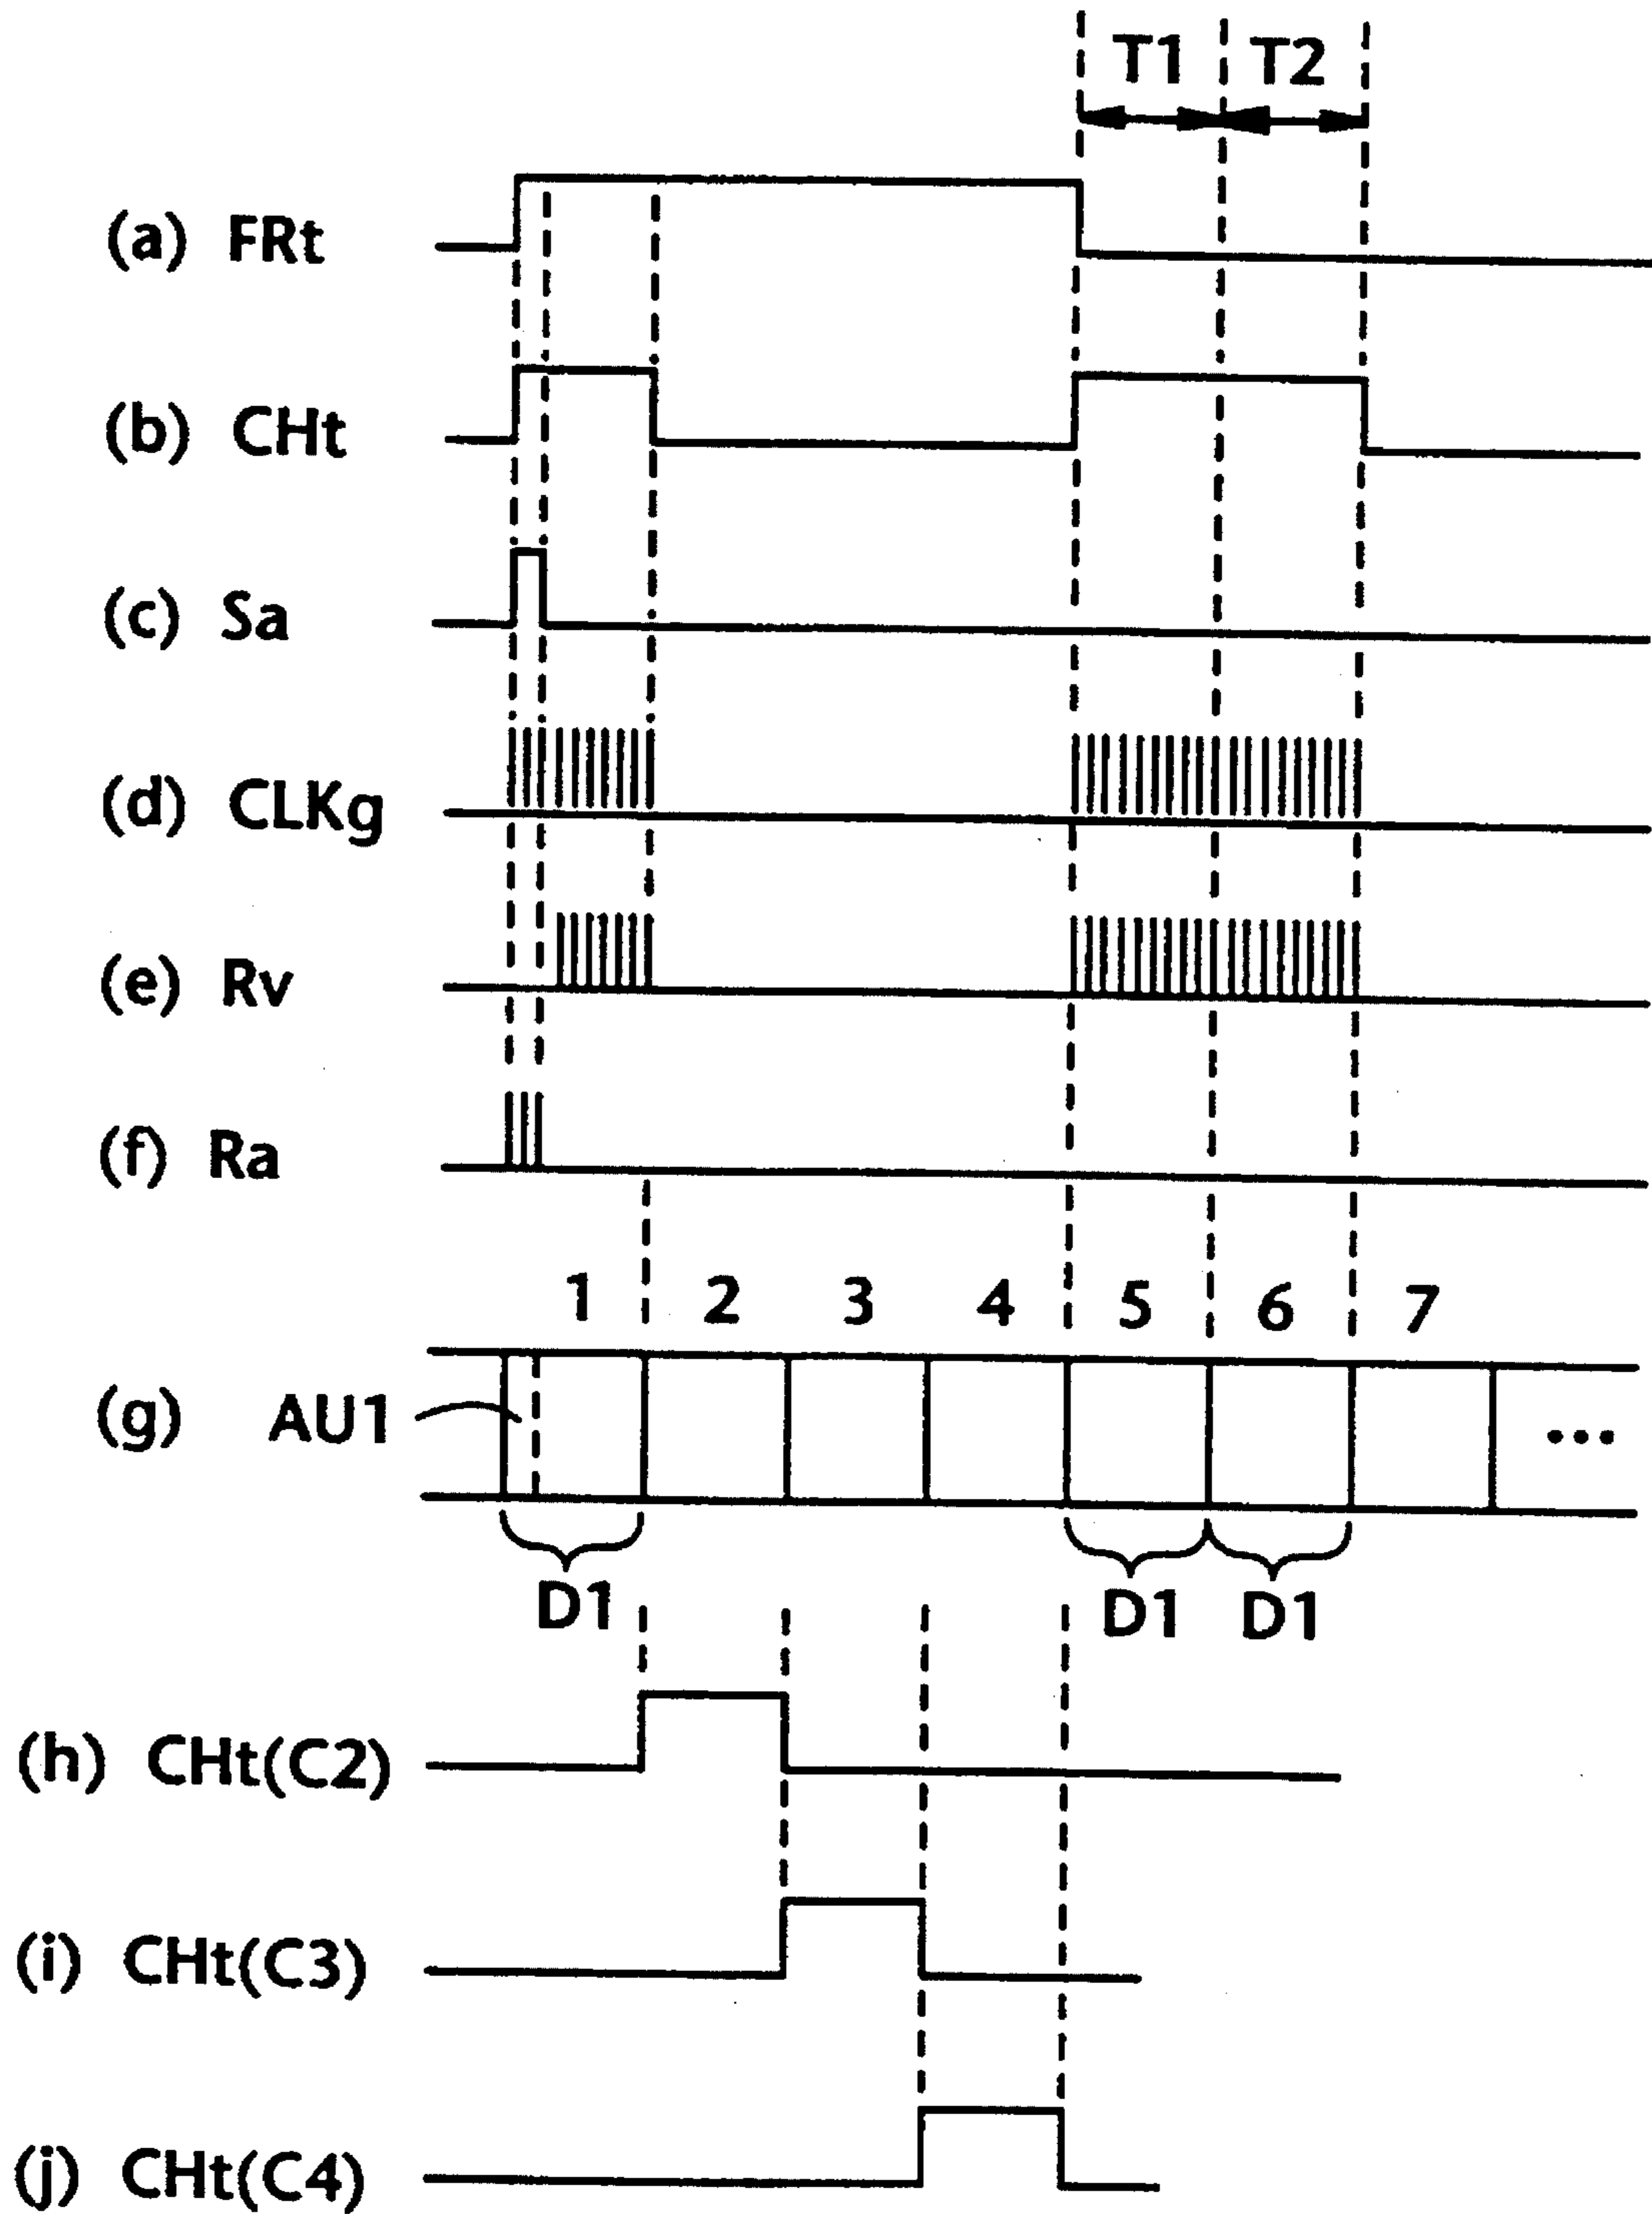 T1 T2
(a) FRt
(b) CHt
(c) Sa
(d) CLKg
(e) Rv
(f) Ra
1 2 3 4 5 6 7
(g) AU1 ...
D1 D1 D1
(h) CHt(C2)
(i) CHt(C3)
(j) CHt(C4)